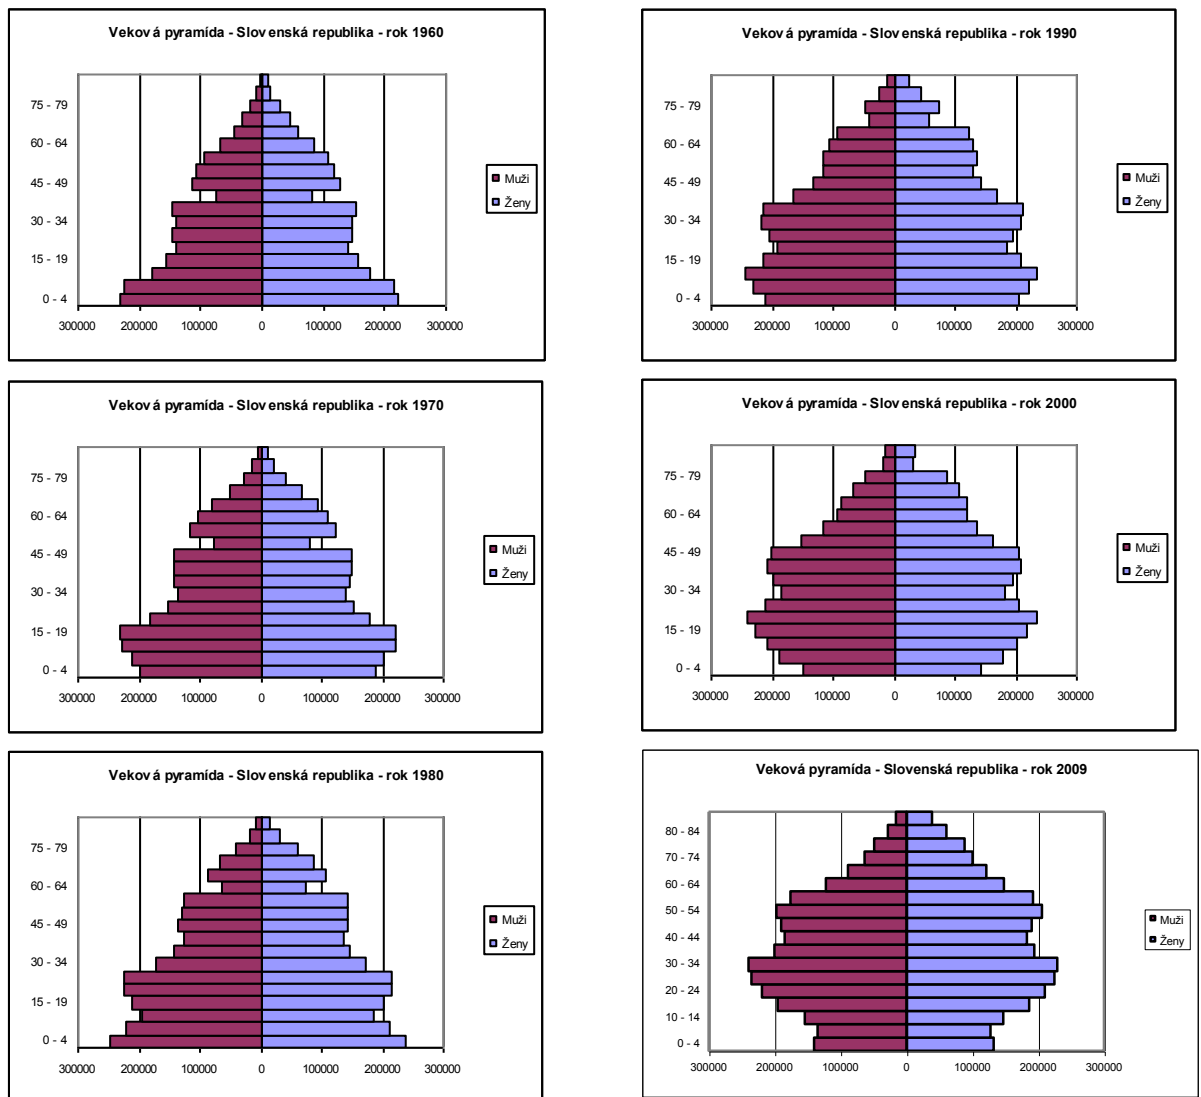 Veková pyramída - Slovenská republika - rok 1960
75 - 79
60 - 64
45 - 49
30 - 34
15 - 19
0 - 4
300000 200000 100000 0 100000 200000 300000
Muži
Ženy
Veková pyramída - Slovenská republika - rok 1990
75 - 79
60 - 64
45 - 49
30 - 34
15 - 19
0 - 4
300000 200000 100000 0 100000 200000 300000
Muži
Ženy
Veková pyramída - Slovenská republika - rok 1970
75 - 79
60 - 64
45 - 49
30 - 34
15 - 19
0 - 4
300000 200000 100000 0 100000 200000 300000
Muži
Ženy
Veková pyramída - Slovenská republika - rok 2000
75 - 79
60 - 64
45 - 49
30 - 34
15 - 19
0 - 4
300000 200000 100000 0 100000 200000 300000
Muži
Ženy
Veková pyramída - Slovenská republika - rok 1980
75 - 79
60 - 64
45 - 49
30 - 34
15 - 19
0 - 4
300000 200000 100000 0 100000 200000 300000
Muži
Ženy
Veková pyramída - Slovenská republika - rok 2009
80 - 84
70 - 74
60 - 64
50 - 54
40 - 44
30 - 34
20 - 24
10 - 14
0 - 4
300000 200000 100000 0 100000 200000 300000
Muži
Ženy